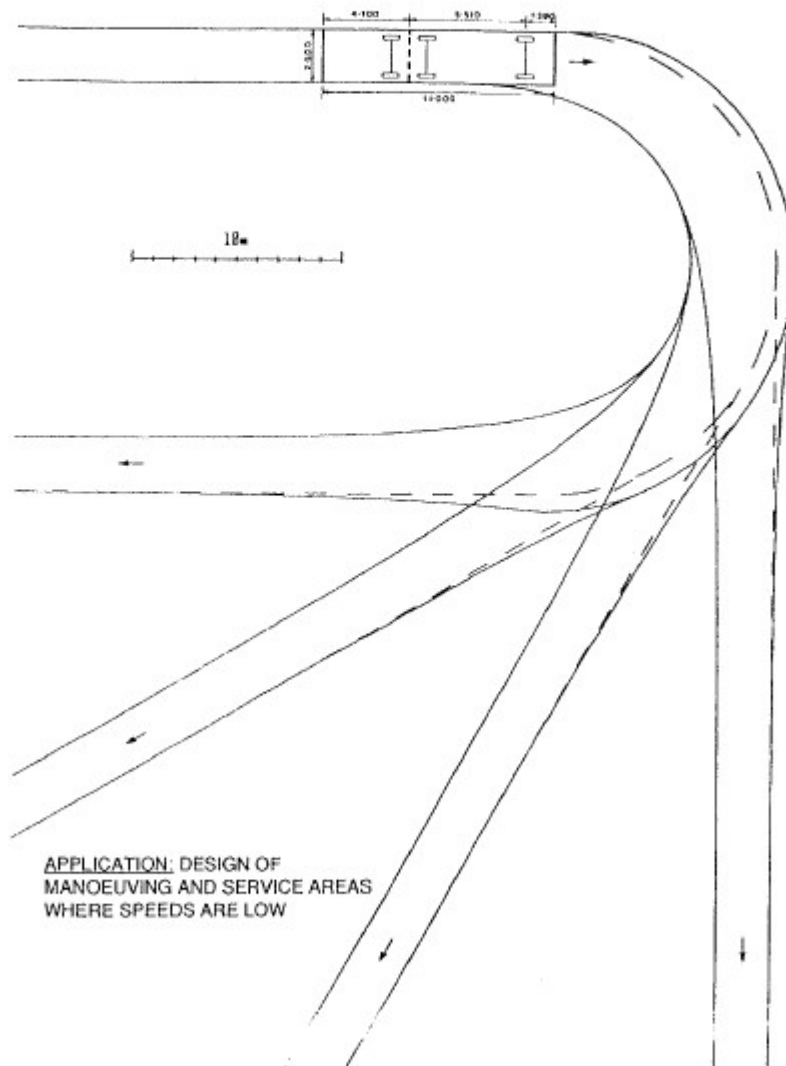 4·100
5·510
1·390
2·500
11·000
10m
APPLICATION: DESIGN OF
MANOEUVING AND SERVICE AREAS
WHERE SPEEDS ARE LOW